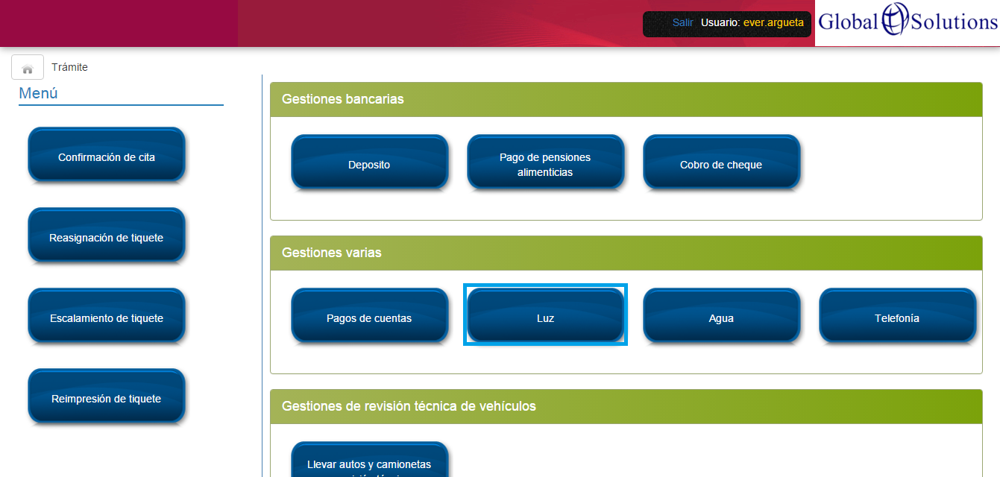 Salir Usuario: ever.argueta
Global Solutions
Trámite
Menú
Confirmación de cita
Reasignación de tiquete
Escalamiento de tiquete
Reimpresión de tiquete
Gestiones bancarias
Deposito
Pago de pensiones
alimenticias
Cobro de cheque
Gestiones varias
Pagos de cuentas
Luz
Agua
Telefonía
Gestiones de revisión técnica de vehículos
Llevar autos y camionetas